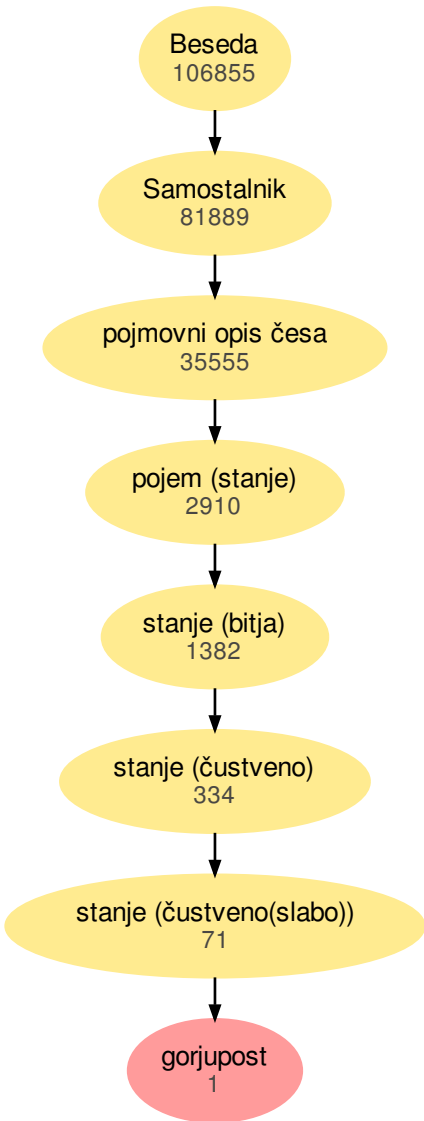 Beseda
106855
Samostalnik
81889
pojmovni opis česa
35555
pojem (stanje)
2910
stanje (bitja)
1382
stanje (čustveno)
334
stanje (čustveno(slabo))
71
gorjupost
1